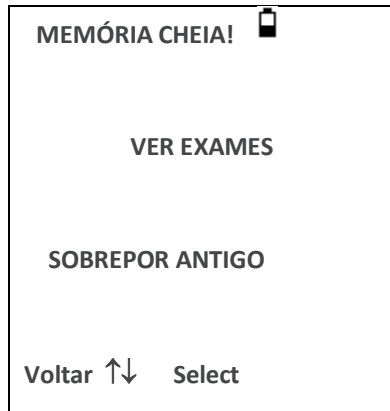 MEMÓRIA CHEIA!
VER EXAMES
SOBREPOR ANTIGO
Voltar ↑↓ Select